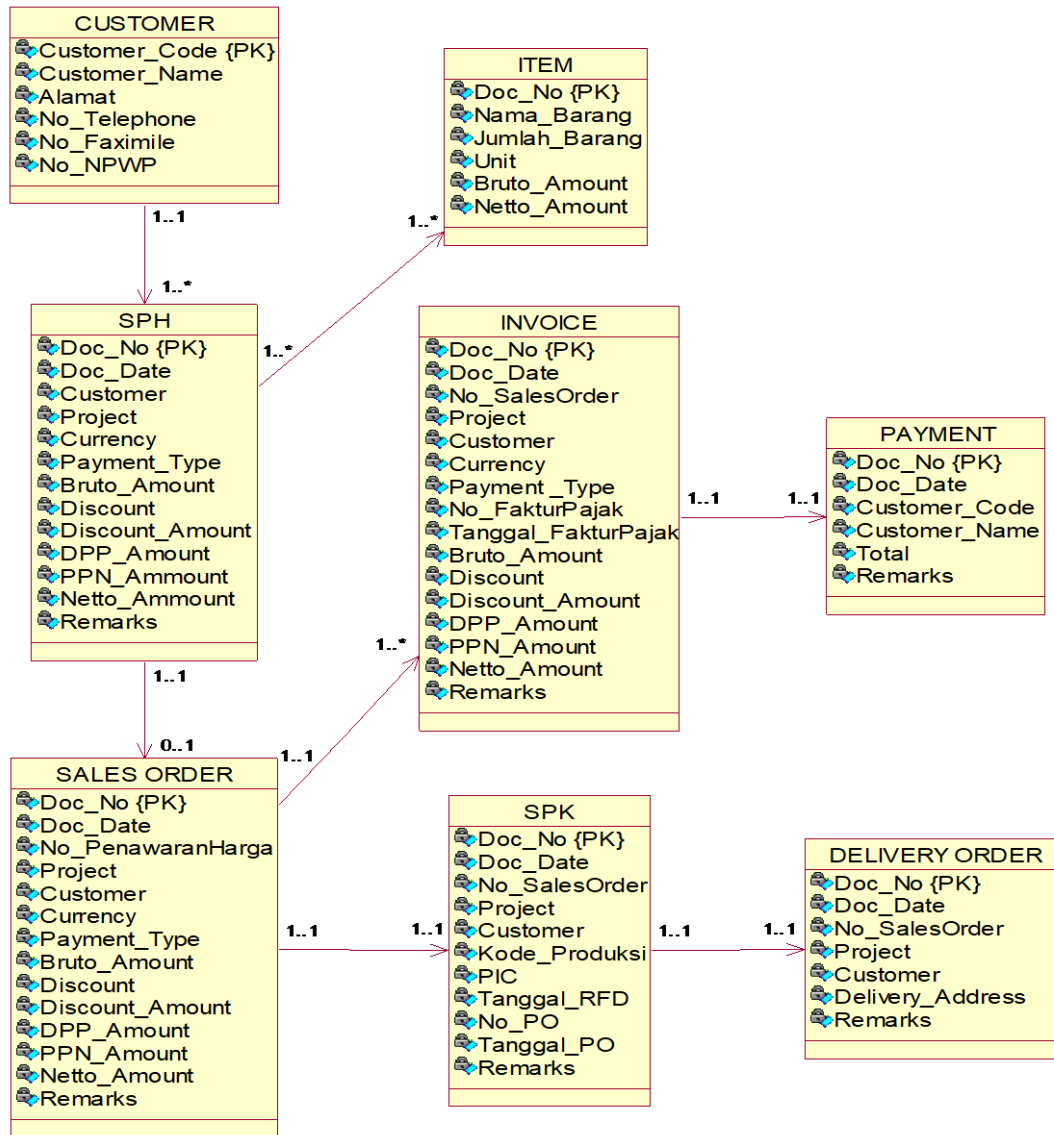 CUSTOMER
Customer_Code {PK}
Customer_Name
Alamat
No_Telephone
No_Faximile
No_NPWP
1..1
1..*
ITEM
Doc_No {PK}
Nama_Barang
Jumlah_Barang
Unit
Bruto_Amount
Netto_Amount
1..*
1..*
SPH
Doc_No {PK}
Doc_Date
Customer
Project
Currency
Payment_Type
Bruto_Amount
Discount
Discount_Amount
DPP_Amount
PPN_Ammount
Netto_Ammount
Remarks
1..1
0..1
INVOICE
Doc_No {PK}
Doc_Date
No_SalesOrder
Project
Customer
Currency
Payment _Type
No_FakturPajak
Tanggal_FakturPajak
Bruto_Amount
Discount
Discount_Amount
DPP_Amount
PPN_Amount
Netto_Amount
Remarks
1..1
1..1
PAYMENT
Doc_No {PK}
Doc_Date
Customer_Code
Customer_Name
Total
Remarks
1..*
1..1
SALES ORDER
Doc_No {PK}
Doc_Date
No_PenawaranHarga
Project
Customer
Currency
Payment_Type
Bruto_Amount
Discount
Discount_Amount
DPP_Amount
PPN_Amount
Netto_Amount
Remarks
1..1
1..1
SPK
Doc_No {PK}
Doc_Date
No_SalesOrder
Project
Customer
Kode_Produksi
PIC
Tanggal_RFD
No_PO
Tanggal_PO
Remarks
1..1
1..1
DELIVERY ORDER
Doc_No {PK}
Doc_Date
No_SalesOrder
Project
Customer
Delivery_Address
Remarks